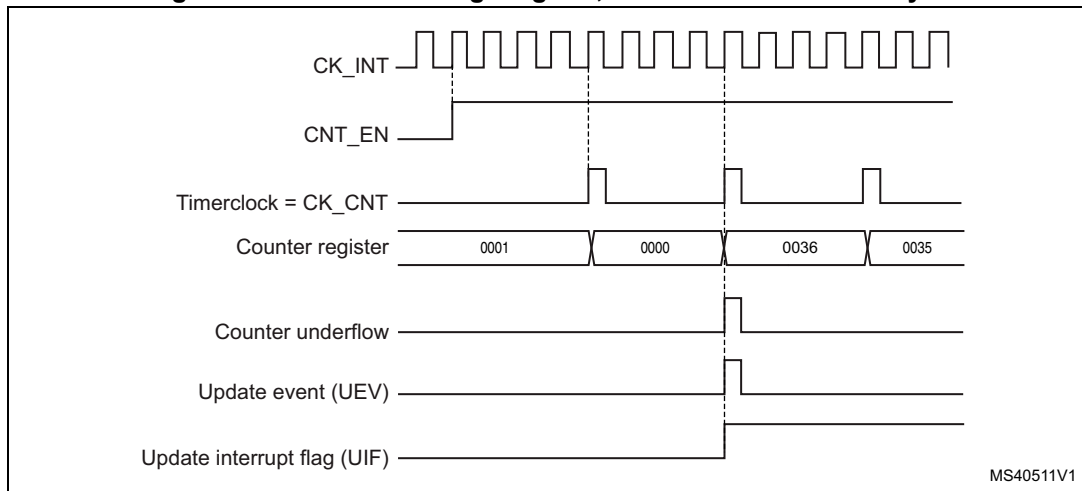 CK_INT
CNT_EN
Timerclock = CK_CNT
Counter register 0001 0000 0036 0035
Counter underflow
Update event (UEV)
Update interrupt flag (UIF)
MS40511V1